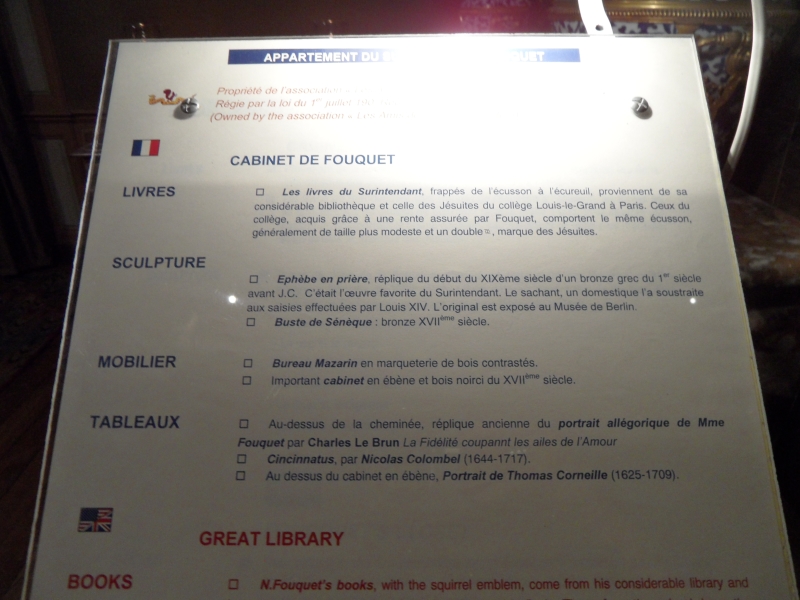 APPARTEMENT DU
Propriété de l'association «
Régie par la loi du 1er juillet
(Owned by the association « Les
CABINET DE FOUQUET
LIVRES
☐ Les livres du Surintendant, frappés de l'écusson à l'écureuil, proviennent de sa
considérable bibliothèque et celle des Jésuites du collège Louis-le-Grand à Paris. Ceux du
collège, acquis grâce à une rente assurée par Fouquet, comportent le même écusson,
généralement de taille plus modeste et un double , marque des Jésuites.
SCULPTURE
☐ Ephèbe en prière, réplique du début du XIXème siècle d'un bronze grec du 1er siècle
avant J.C. C'était l'œuvre favorite du Surintendant. Le sachant, un domestique l'a soustraite
aux saisies effectuées par Louis XIV. L'original est exposé au Musée de Berlin.
☐ Buste de Sénèque : bronze XVIIème siècle.
MOBILIER
☐ Bureau Mazarin en marqueterie de bois contrastés.
☐ Important cabinet en ébène et bois noirci du XVIIème siècle.
TABLEAUX
☐ Au-dessus de la cheminée, réplique ancienne du portrait allégorique de Mme
Fouquet par Charles Le Brun La Fidélité coupannt les ailes de l'Amour
☐ Cincinnatus, par Nicolas Colombel (1644-1717).
☐ Au dessus du cabinet en ébène, Portrait de Thomas Corneille (1625-1709).
GREAT LIBRARY
BOOKS
☐ N.Fouquet's books, with the squirrel emblem, come from his considerable library and